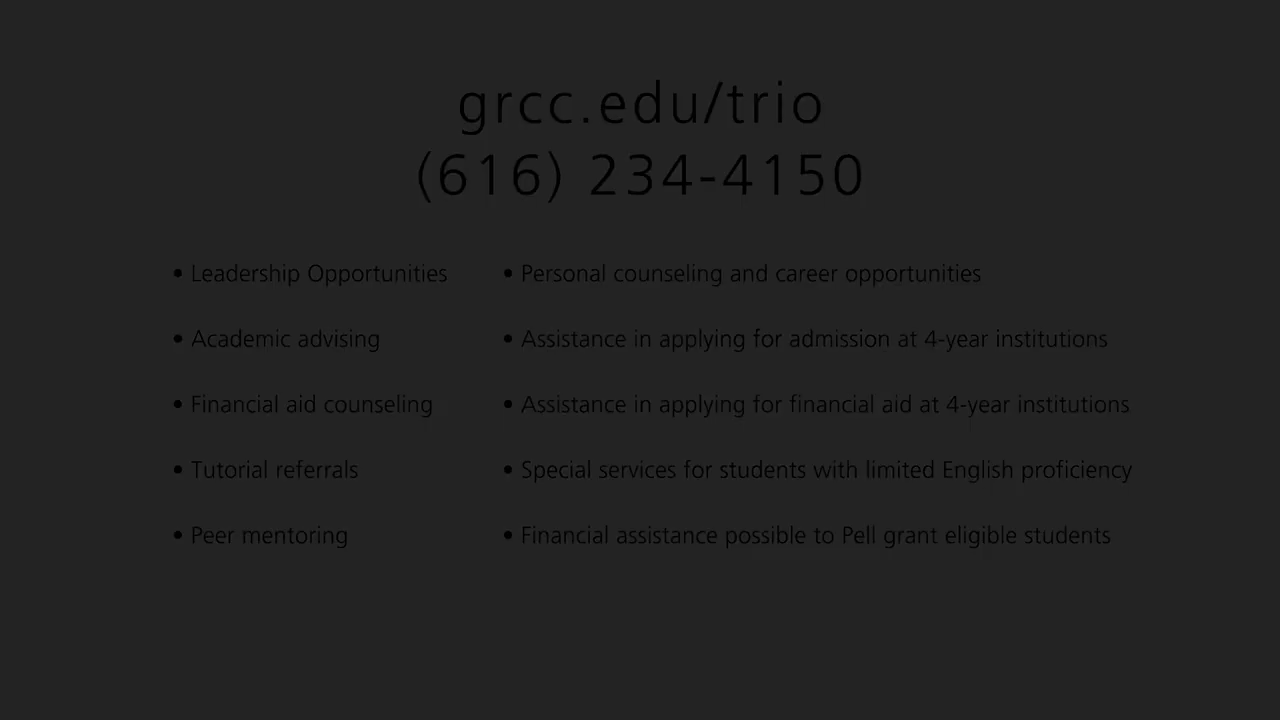 grcc.edu/trio
(616) 234-4150
• Leadership Opportunities
• Academic advising
• Financial aid counseling
• Tutorial referrals
• Peer mentoring
• Personal counseling and career opportunities
• Assistance in applying for admission at 4-year institutions
• Assistance in applying for financial aid at 4-year institutions
• Special services for students with limited English proficiency
• Financial assistance possible to Pell grant eligible students